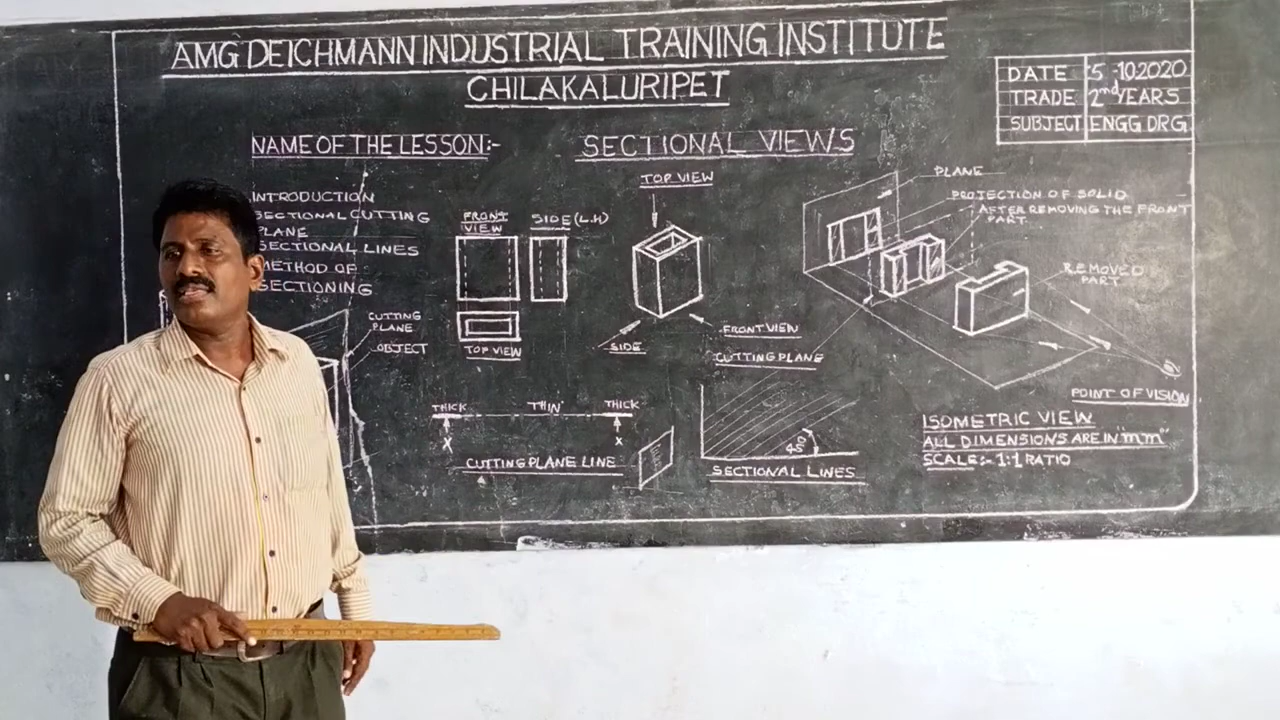 AMG DEICHMANN INDUSTRIAL TRAINING INSTITUTE
CHILAKALURIPET
DATE :5-10 2020
TRADE 2nd YEARS
SUBJECT ENGG DRG
NAME OF THE LESSON:-
SECTIONAL VIEWS
INTRODUCTION
SECTIONAL CUTTING
PLANE
SECTIONAL LINES
METHOD OF
SECTIONING
CUTTING
PLANE
OBJECT
FRONT
VIEW
SIDE (L.H)
TOP VIEW
TOP VIEW
SIDE
FRONT VIEW
PLANE
PROJECTION OF SOLID
AFTER REMOVING THE FRONT
PART
REMOVED
PART
POINT OF VISION
THICK
THIN
THICK
X
X
CUTTING PLANE LINE
CUTTING PLANE
45°
SECTIONAL LINES
ISOMETRIC VIEW
ALL DIMENSIONS ARE IN "mm"
SCALE:- 1:1 RATIO